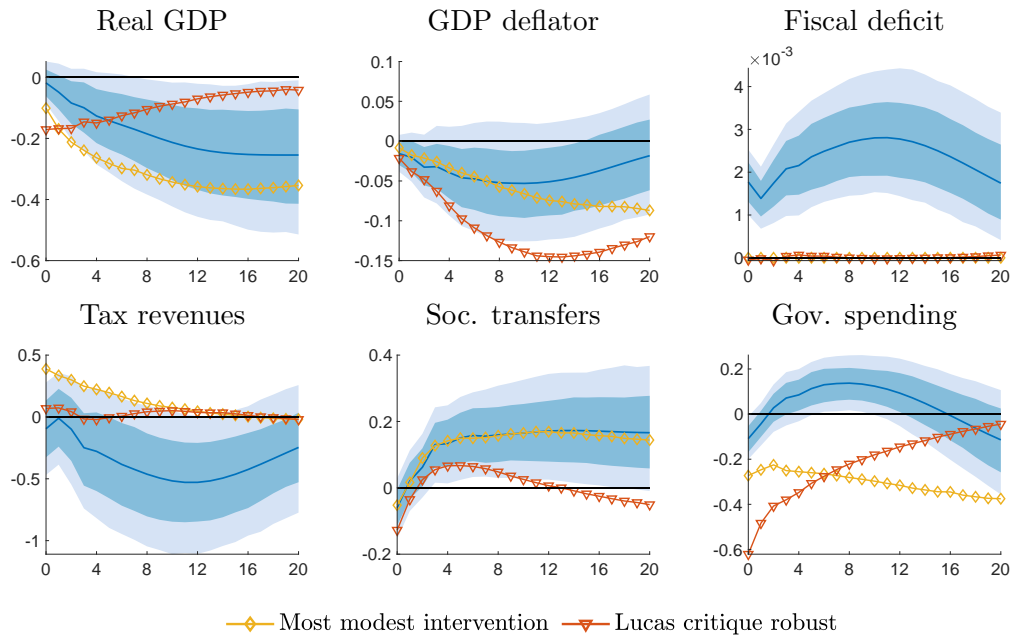 Real GDP
GDP deflator
Fiscal deficit
0
-0.2
-0.4
-0.6
0 4 8 12 16 20
0.1
0.05
0
-0.05
-0.1
-0.15
0 4 8 12 16 20
×10⁻³
4
3
2
1
0
0 4 8 12 16 20
Tax revenues
Soc. transfers
Gov. spending
0.5
0
-0.5
-1
0 4 8 12 16 20
0.4
0.2
0
-0.2
0 4 8 12 16 20
0.2
0
-0.2
-0.4
-0.6
0 4 8 12 16 20
Most modest intervention
Lucas critique robust